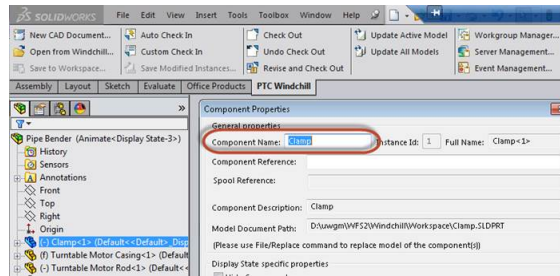 SOLIDWORKS File Edit View Insert Tools Toolbox Window Help
New CAD Document... Auto Check In Check Out Update Active Model Workgroup Manager...
Open from Windchill... Custom Check In Undo Check Out Update All Models Server Management...
Save to Workspace... Save Modified Instances... Revise and Check Out Event Management...
Assembly Layout Sketch Evaluate Office Products PTC Windchill
Component Properties
General properties
Pipe Bender (Animate<Display State-3>)
Component Name: Clamp Instance Id: 1 Full Name: Clamp<1>
History
Component Reference:
Sensors
Spool Reference:
Annotations
Front
Top
Component Description: Clamp
Right
Model Document Path: D:\uwgm\WFS2\Windchill\Workspace\Clamp.SLDPRT
Origin
(Please use File/Replace command to replace model of the component(s))
(-) Clamp<1> (Default<<Default>_Disp
(f) Turntable Motor Casing<1> (Default
Display State specific properties
(-) Turntable Motor Rod<1> (Default<<